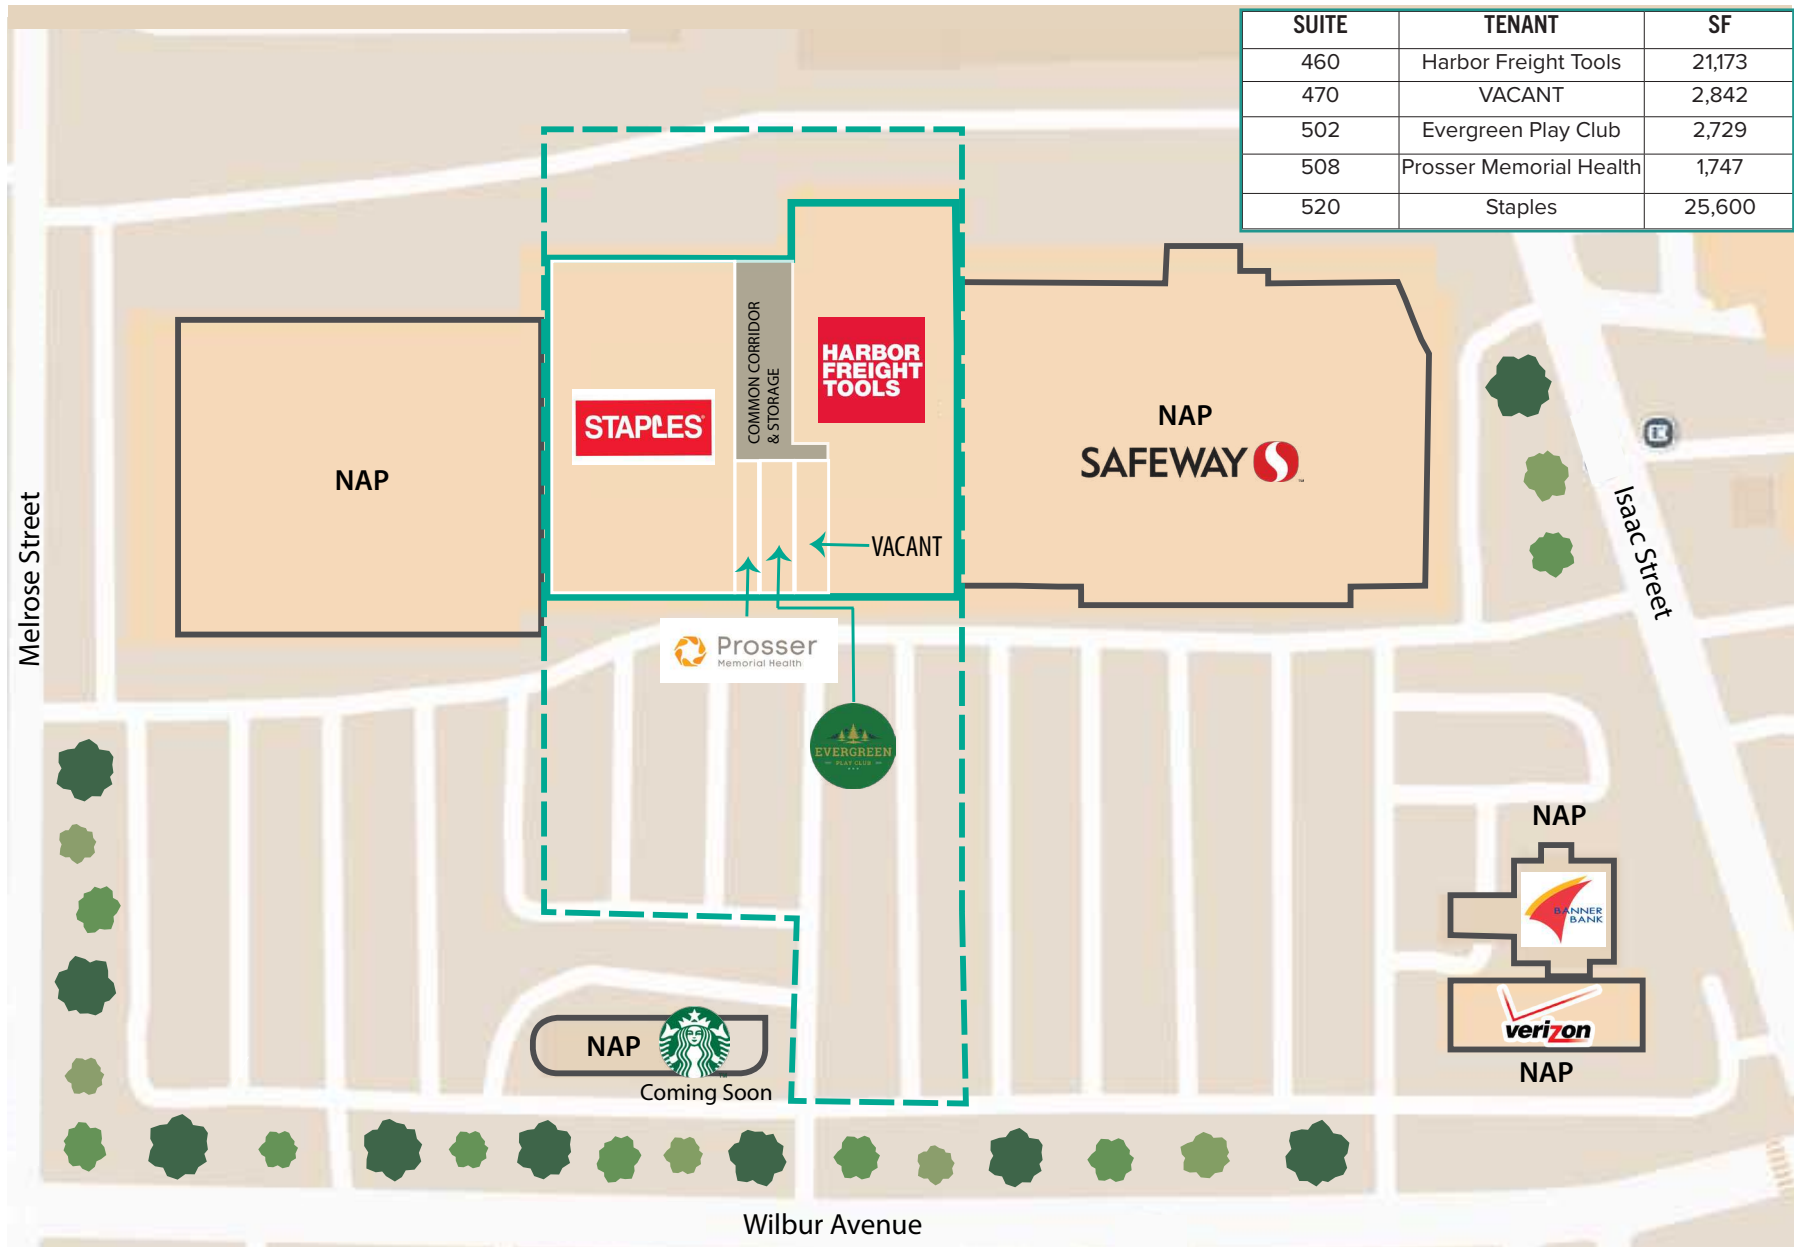 SUITE TENANT SF
460 Harbor Freight Tools 21,173
470 VACANT 2,842
502 Evergreen Play Club 2,729
508 Prosser Memorial Health 1,747
520 Staples 25,600
COMMON CORRIDOR
& STORAGE
HARBOR
FREIGHT
TOOLS
STAPLES
NAP
NAP
SAFEWAY
VACANT
Melrose Street
Isaac Street
Prosser
Memorial Health
EVERGREEN
PLAY CLUB
NAP
BANNER
BANK
verizon
NAP
NAP
Coming Soon
Wilbur Avenue